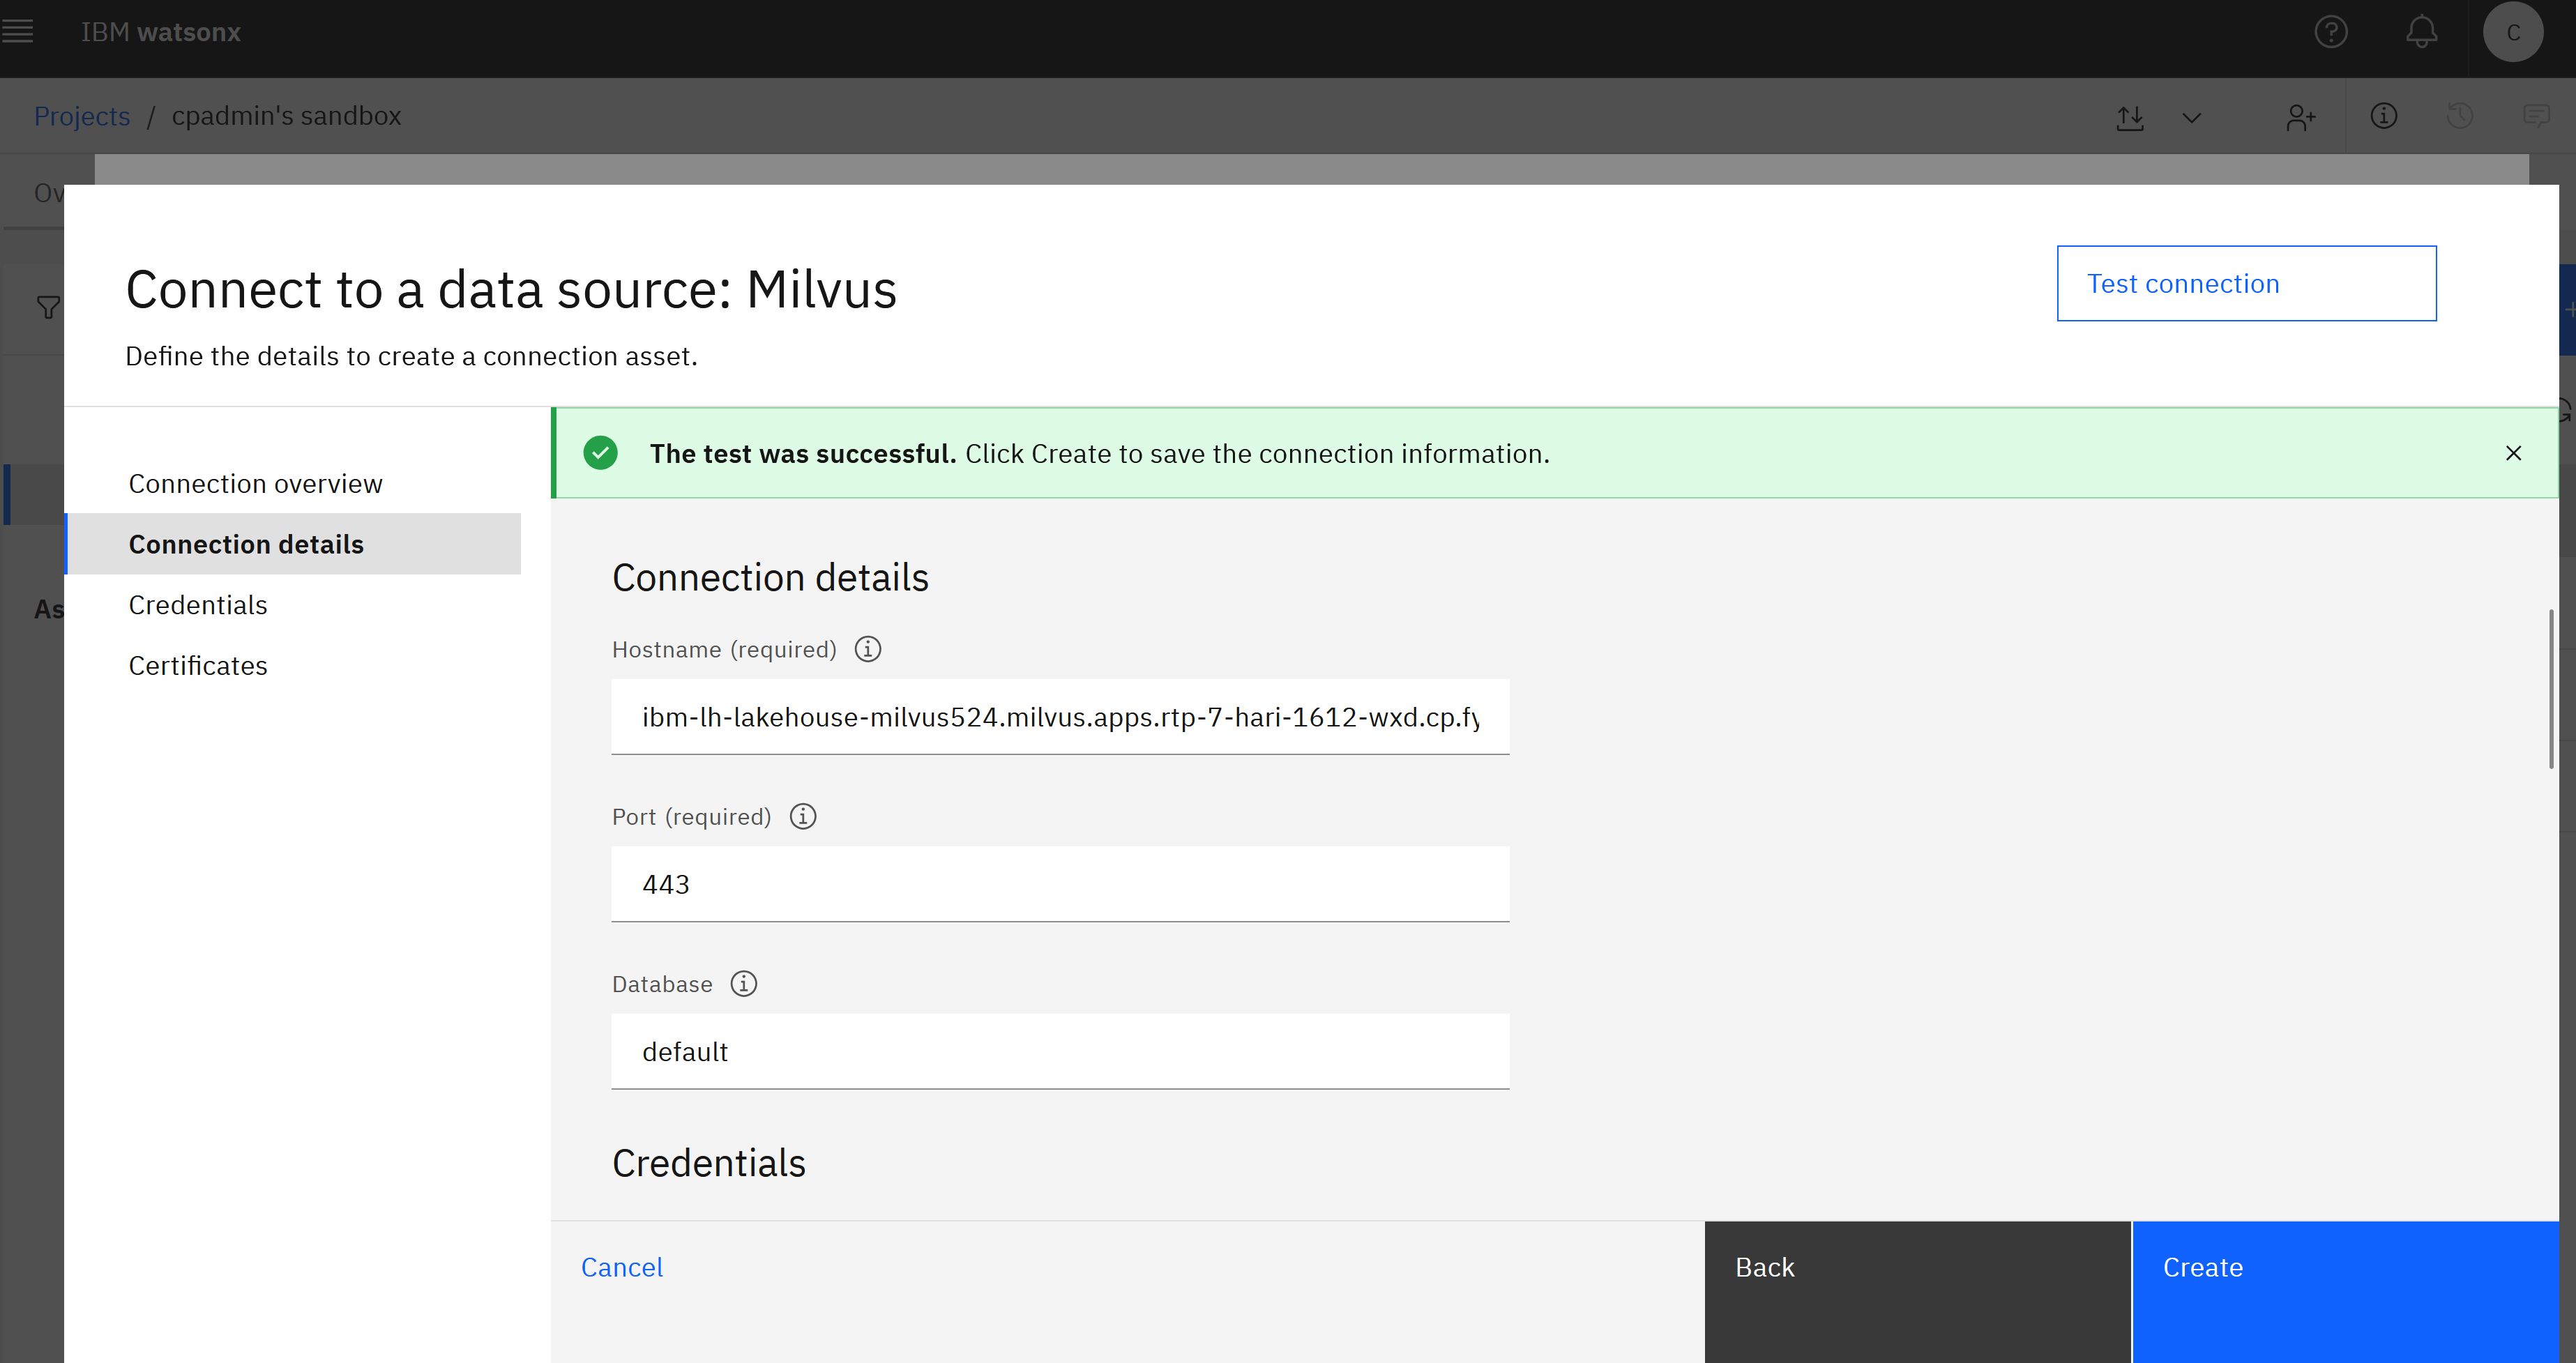 IBM watsonx
C
Projects / cpadmin's sandbox
Connect to a data source: Milvus
Test connection
Define the details to create a connection asset.
The test was successful. Click Create to save the connection information.
Connection overview
Connection details
Credentials
Certificates
Connection details
Hostname (required)
ibm-lh-lakehouse-milvus524.milvus.apps.rtp-7-hari-1612-wxd.cp.fy
Port (required)
443
Database
default
Credentials
Cancel
Back
Create